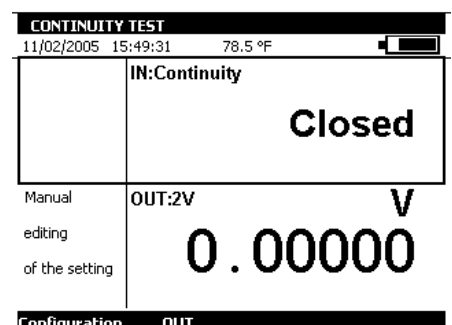 CONTINUITY TEST
11/02/2005 15:49:31 78.5 °F
IN:Continuity
Closed
Manual
editing
of the setting
OUT:2V
V
0.00000
Configuration OUT